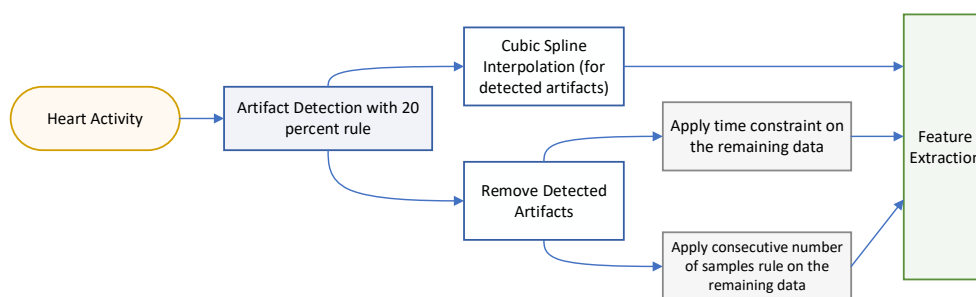 Heart Activity
Artifact Detection with 20
percent rule
Cubic Spline
Interpolation (for
detected artifacts)
Remove Detected
Artifacts
Apply time constraint on
the remaining data
Apply consecutive number
of samples rule on the
remaining data
Feature
Extraction